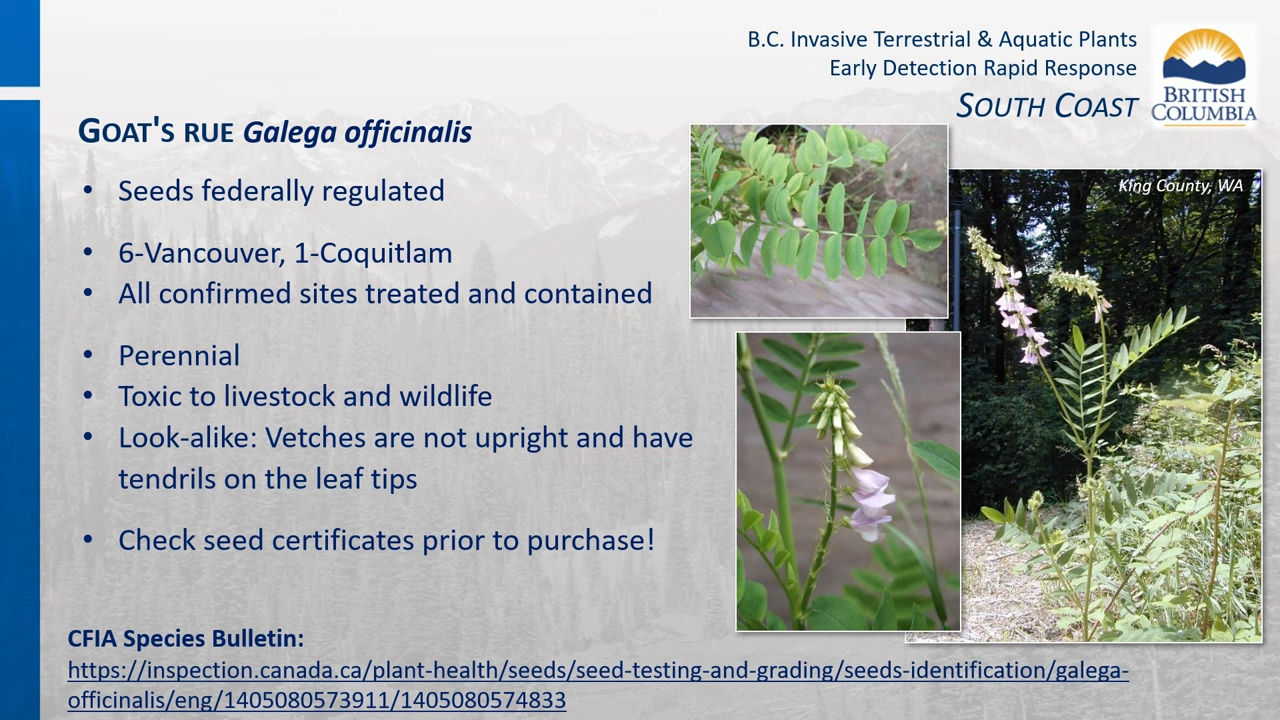 B.C. Invasive Terrestrial & Aquatic Plants
Early Detection Rapid Response
SOUTH COAST
BRITISH
COLUMBIA
GOAT'S RUE Galega officinalis
• Seeds federally regulated
• 6-Vancouver, 1-Coquitlam
• All confirmed sites treated and contained
• Perennial
• Toxic to livestock and wildlife
• Look-alike: Vetches are not upright and have
tendrils on the leaf tips
• Check seed certificates prior to purchase!
King County, WA
CFIA Species Bulletin:
https://inspection.canada.ca/plant-health/seeds/seed-testing-and-grading/seeds-identification/galega-
officinalis/eng/1405080573911/1405080574833